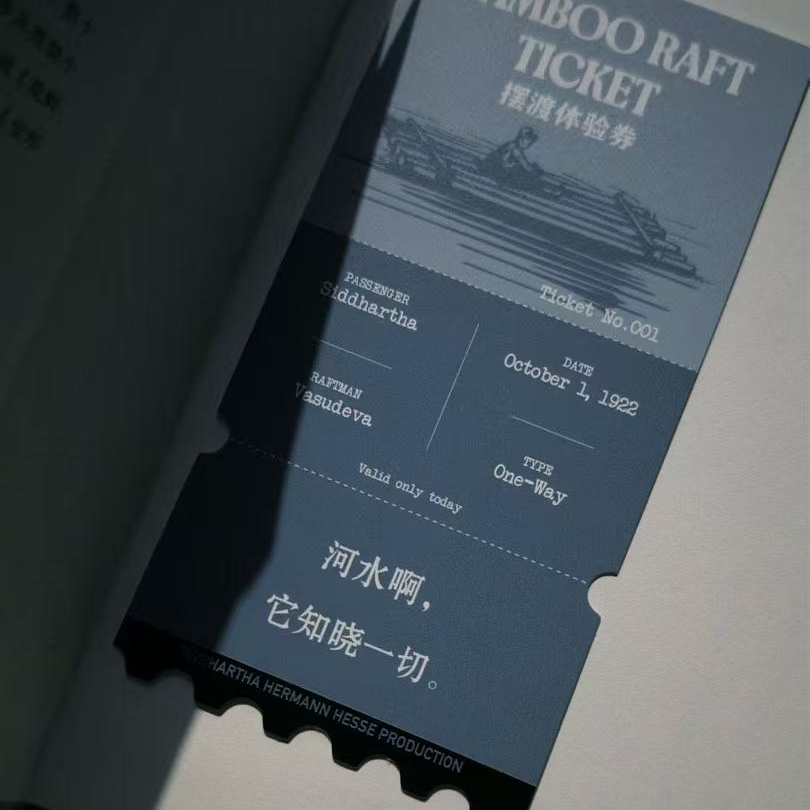 AMBOO RAFT
TICKET
摆渡体验券
Ticket No.001
PASSENGER
Siddhartha
DATE
October 1, 1922
RAFTMAN
Vasudeva
TYPE
One-Way
Valid only today
河水啊，
它知晓一切。
HARTHA HERMANN HESSE PRODUCTION